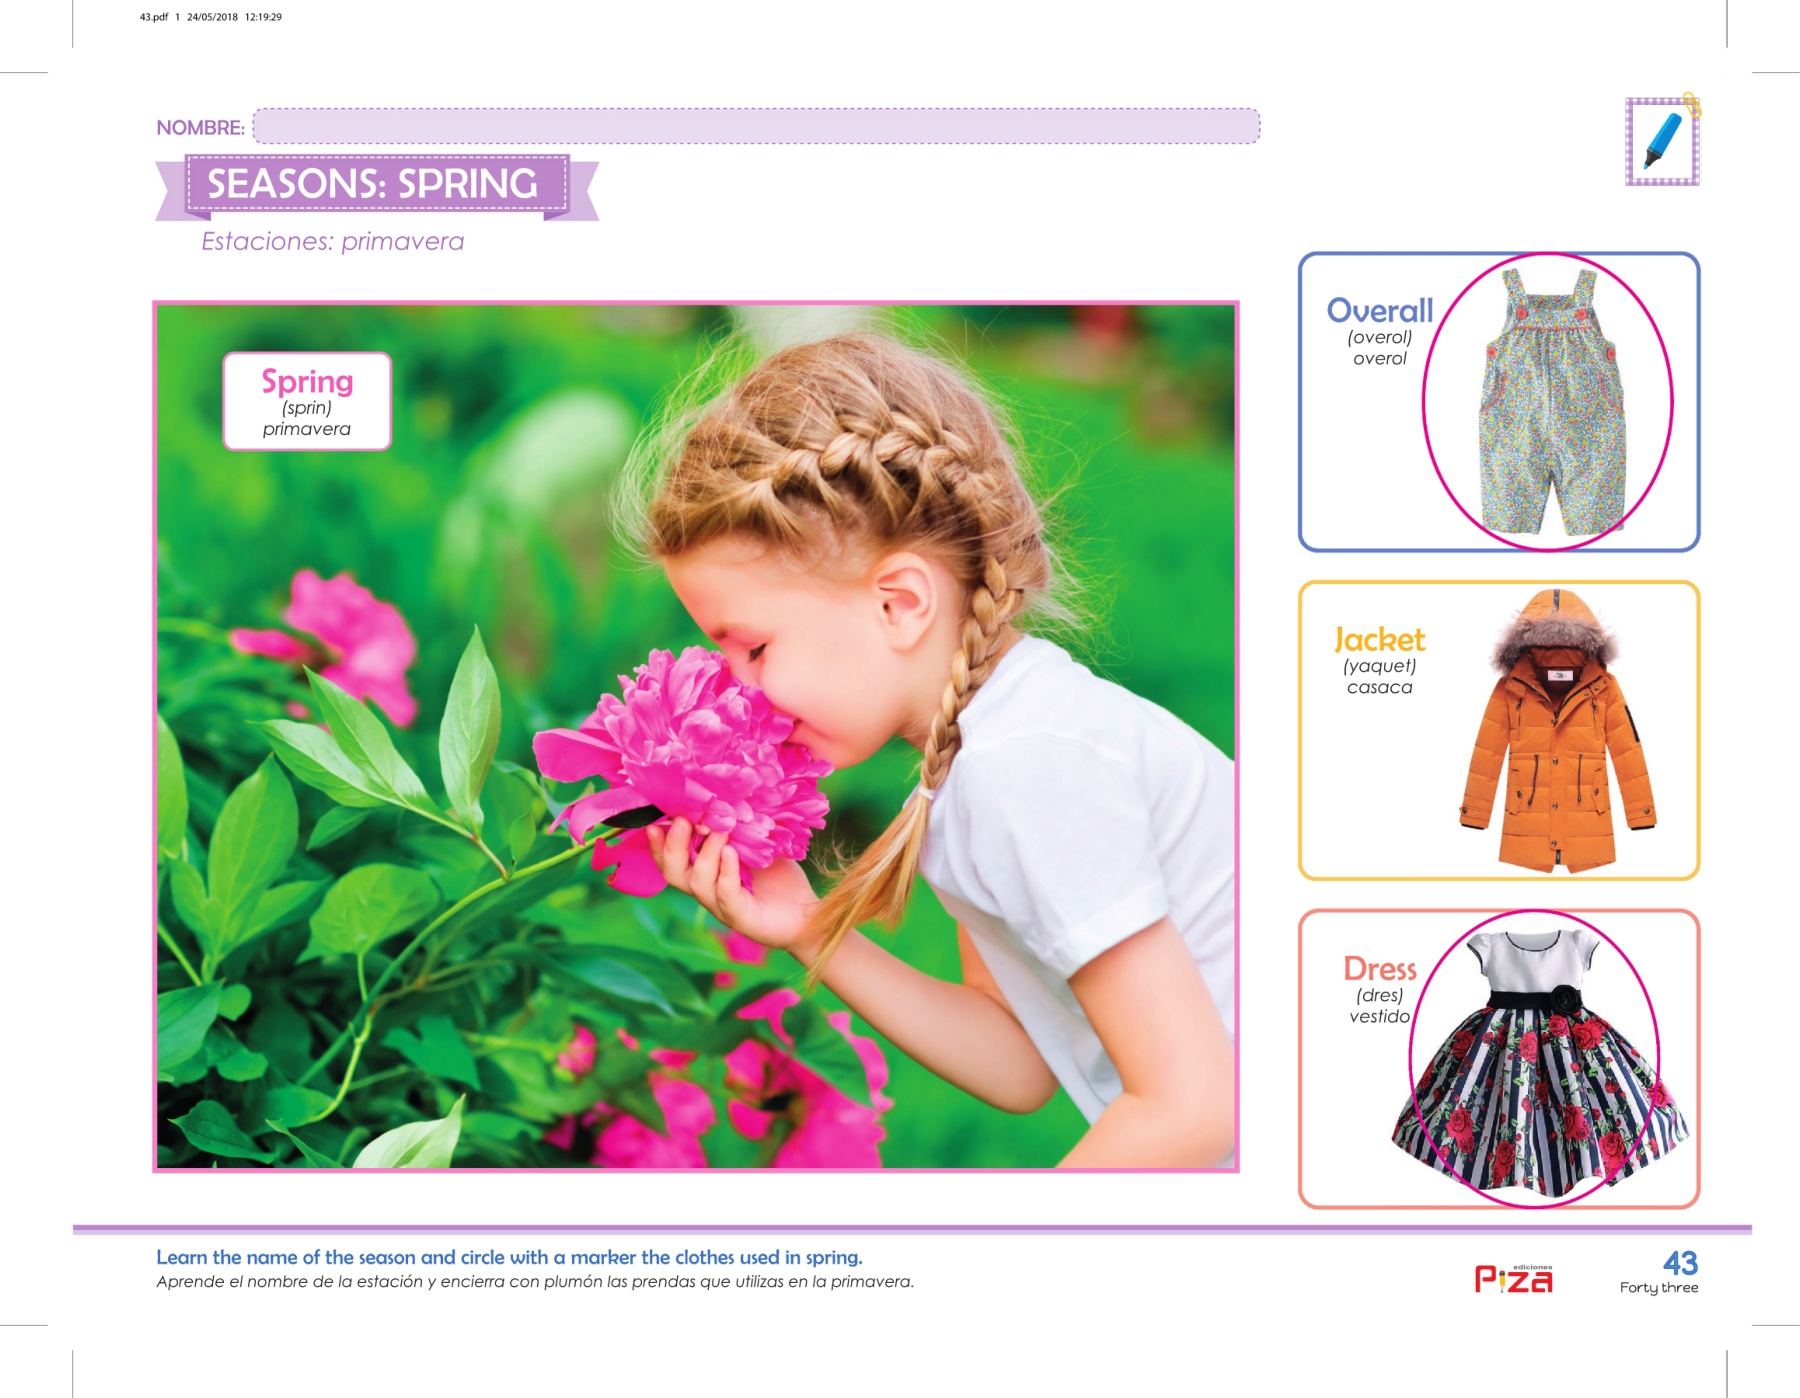 43.pdf 1 24/05/2018 12:19:29
NOMBRE:
SEASONS: SPRING
Estaciones: primavera
Spring
(sprin)
primavera
Overall
(overol)
overol
Jacket
(yaquet)
casaca
Dress
(dres)
vestido
Learn the name of the season and circle with a marker the clothes used in spring.
Aprende el nombre de la estación y encierra con plumón las prendas que utilizas en la primavera.
ediciones
Piza
43
Forty three